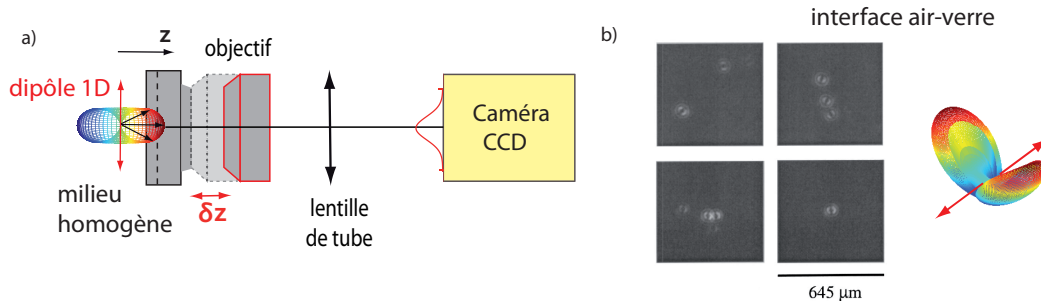 a)
z
objectif
dipôle 1D
milieu
homogène
δz
lentille
de tube
Caméra
CCD
b)
interface air-verre
645 µm